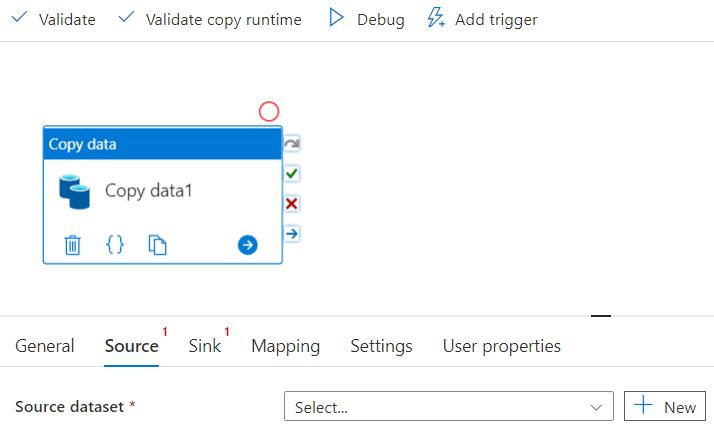 Validate Validate copy runtime Debug Add trigger
Copy data
Copy data1
{}
1 1
General Source Sink Mapping Settings User properties
Source dataset * Select... New